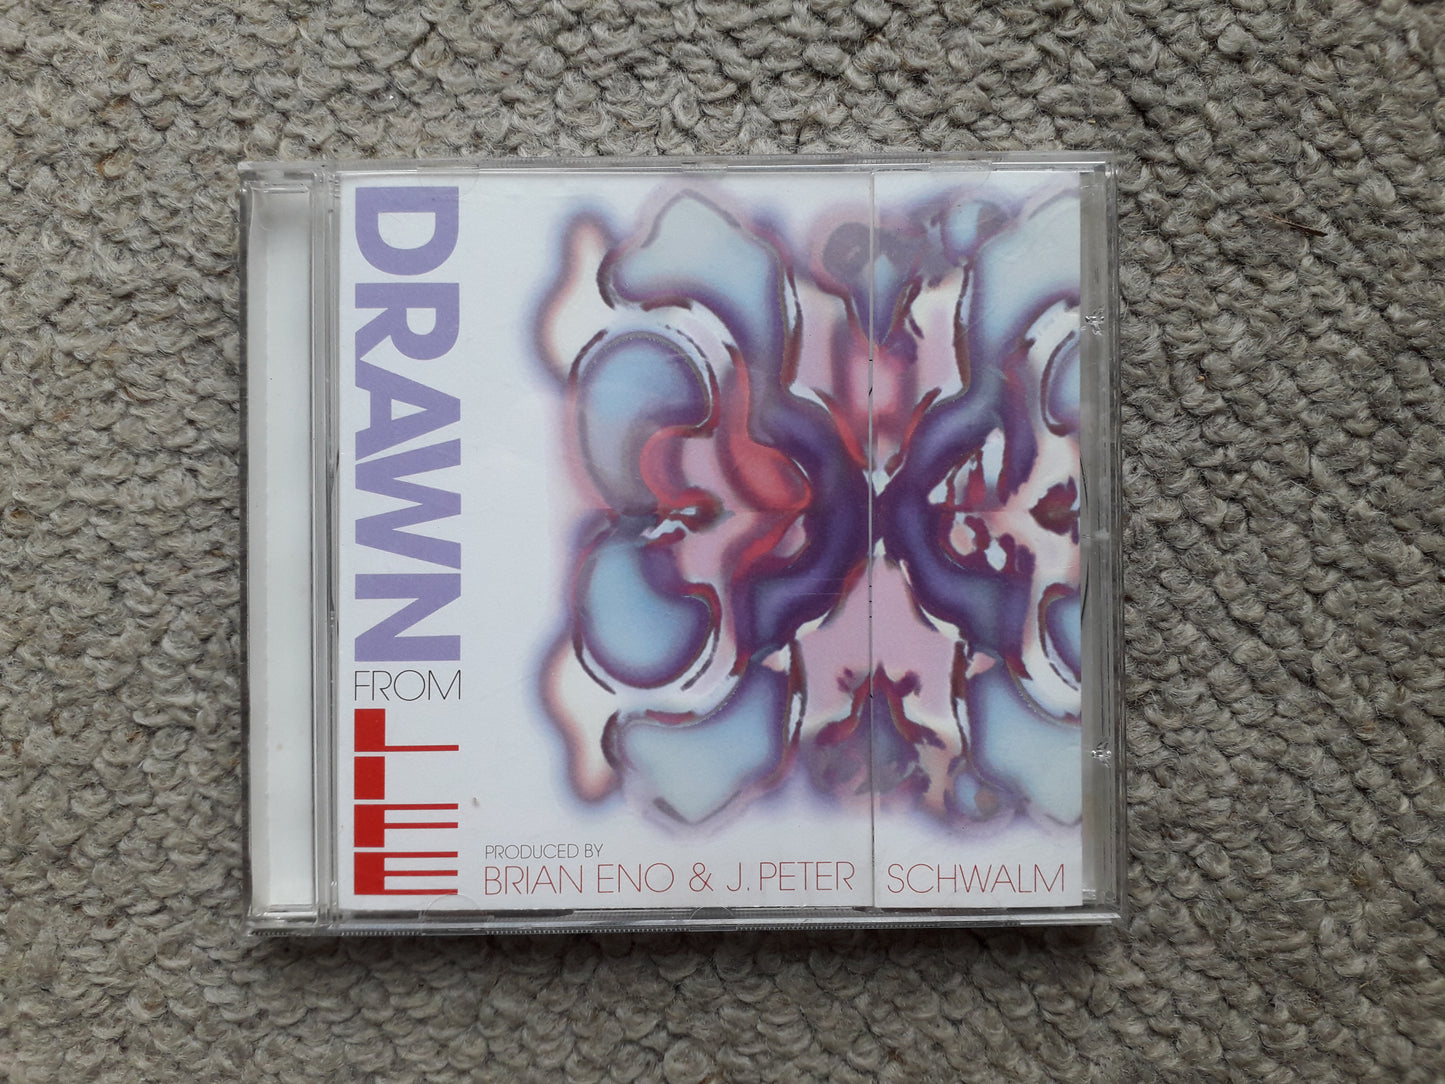 DRAWN
FROM
LIFE
PRODUCED BY
BRIAN ENO & J. PETER SCHWALM